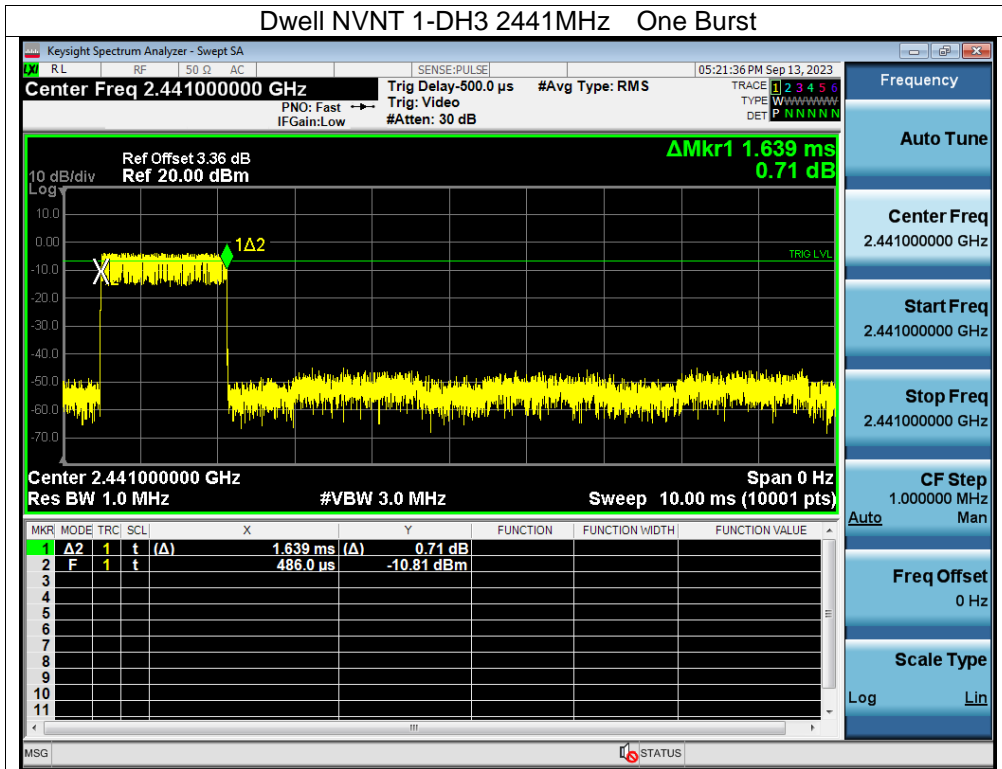 Dwell NVNT 1-DH3 2441MHz One Burst
Keysight Spectrum Analyzer - Swept SA
LXI RL RF 50 Ω AC SENSE:PULSE 05:21:36 PM Sep 13, 2023
Center Freq 2.441000000 GHz Trig Delay-500.0 µs #Avg Type: RMS TRACE 1 2 3 4 5 6
PNO: Fast Trig: Video TYPE WWWWWW
IFGain:Low #Atten: 30 dB DET P N N N N N
Ref Offset 3.36 dB ΔMkr1 1.639 ms
10 dB/div Ref 20.00 dBm 0.71 dB
Log
10.0
0.00 1Δ2
TRIG LVL
-10.0
-20.0
-30.0
-40.0
-50.0
-60.0
-70.0
Center 2.441000000 GHz Span 0 Hz
Res BW 1.0 MHz #VBW 3.0 MHz Sweep 10.00 ms (10001 pts)
MKR MODE TRC SCL X Y FUNCTION FUNCTION WIDTH FUNCTION VALUE
1 Δ2 1 t (Δ) 1.639 ms (Δ) 0.71 dB
2 F 1 t 486.0 µs -10.81 dBm
3
4
5
6
7
8
9
10
11
MSG STATUS
Frequency
Auto Tune
Center Freq
2.441000000 GHz
Start Freq
2.441000000 GHz
Stop Freq
2.441000000 GHz
CF Step
1.000000 MHz
Auto Man
Freq Offset
0 Hz
Scale Type
Log Lin